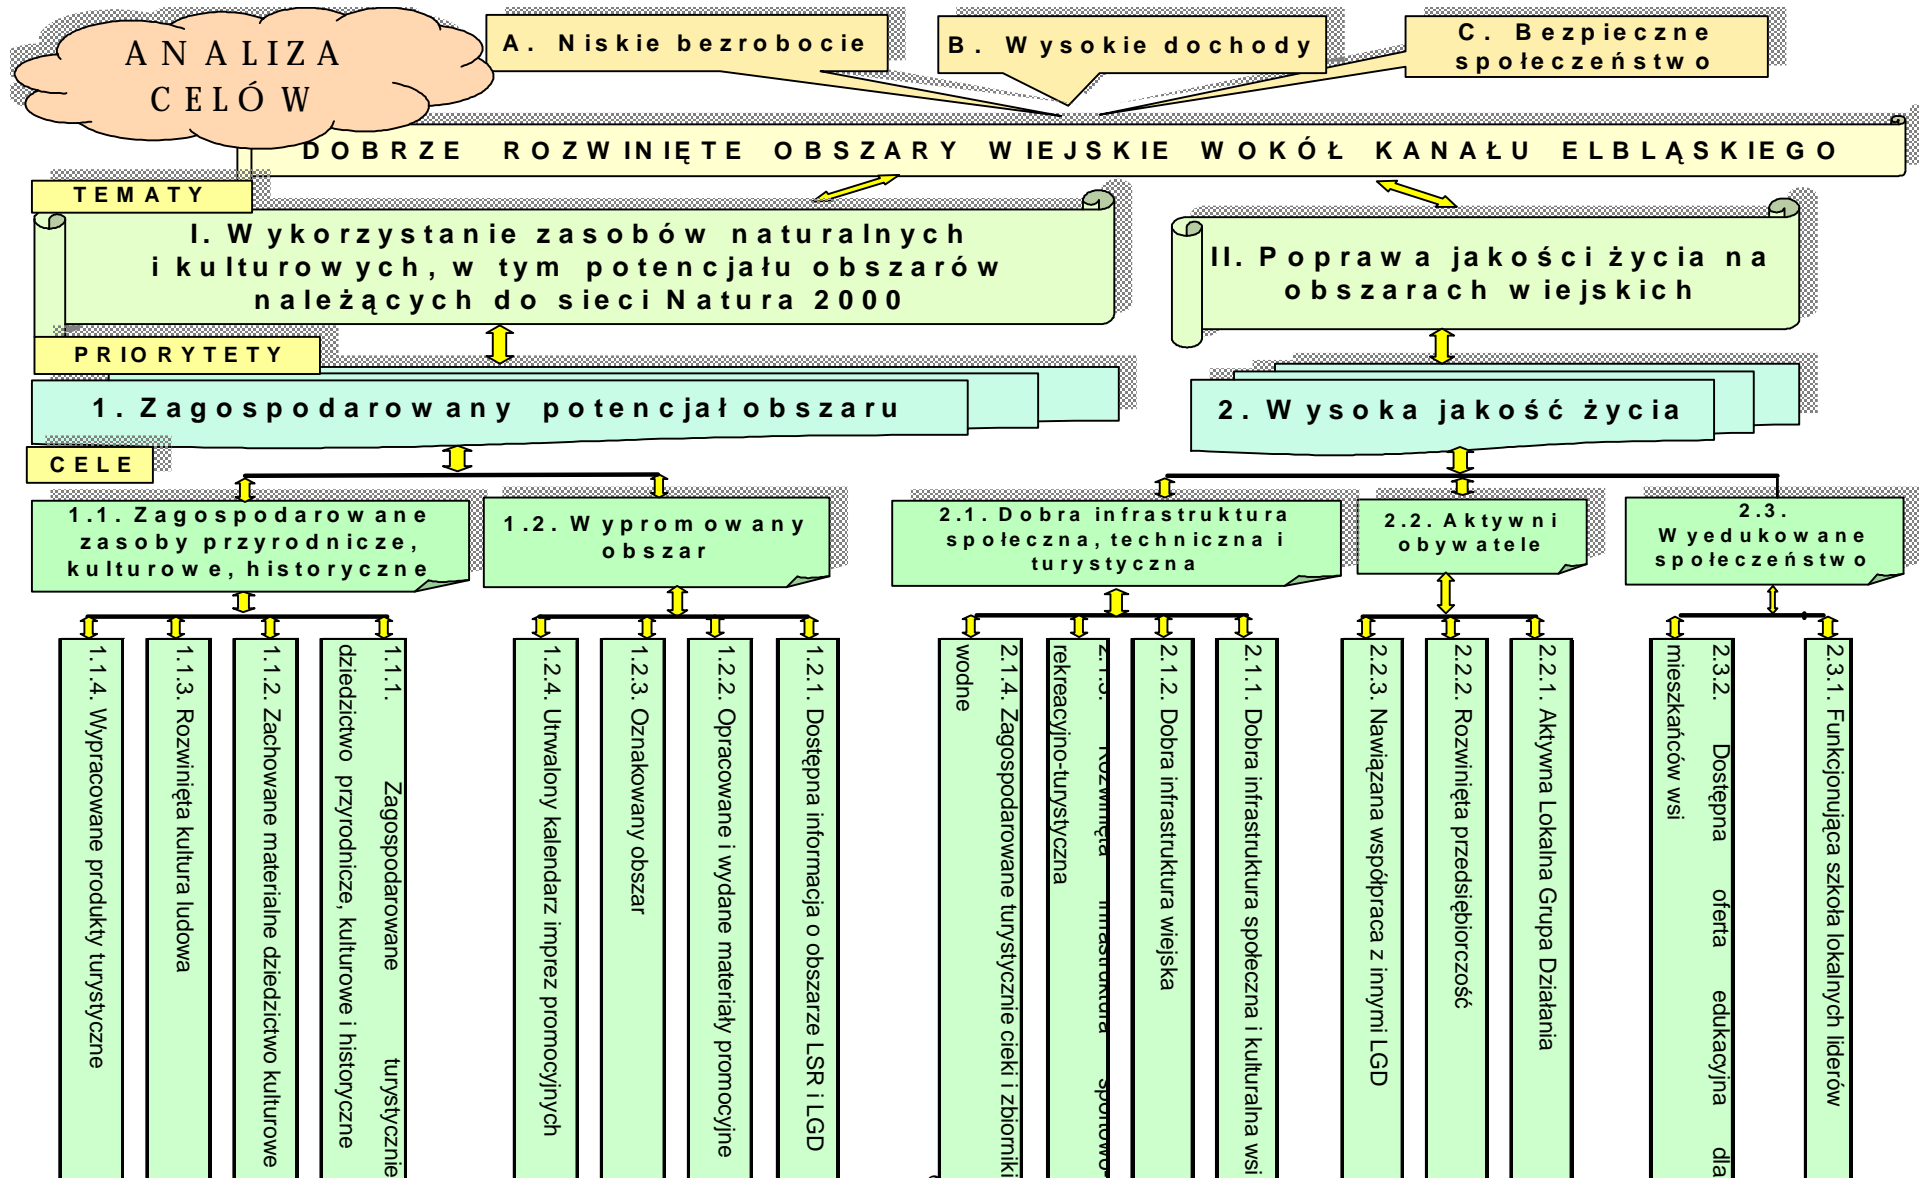 ANALIZA
CELÓW
A. Niskie bezrobocie
B. Wysokie dochody
C. Bezpieczne
społeczeństwo
DOBRZE ROZWINIĘTE OBSZARY WIEJSKIE WOKÓŁ KANAŁU ELBLĄSKIEGO
TEMATY
I. Wykorzystanie zasobów naturalnych
i kulturowych, w tym potencjału obszarów
należących do sieci Natura 2000
II. Poprawa jakości życia na
obszarach wiejskich
PRIORYTETY
1. Zagospodarowany potencjał obszaru
2. Wysoka jakość życia
CELE
1.1. Zagospodarowane
zasoby przyrodnicze,
kulturowe, historyczne
1.2. Wypromowany
obszar
2.1. Dobra infrastruktura
społeczna, techniczna i
turystyczna
2.2. Aktywni
obywatele
2.3.
Wyedukowane
społeczeństwo
1.1.4. Wypracowane produkty turystyczne
1.1.3. Rozwinięta kultura ludowa
1.1.2. Zachowane materialne dziedzictwo kulturowe
1.1.1. Zagospodarowane turystycznie
dziedzictwo przyrodnicze, kulturowe i historyczne
1.2.4. Utrwalony kalendarz imprez promocyjnych
1.2.3. Oznakowany obszar
1.2.2. Opracowane i wydane materiały promocyjne
1.2.1. Dostępna informacja o obszarze LSR i LGD
2.1.4. Zagospodarowane turystycznie cieki i zbiorniki
wodne
2.1.3. Rozwinięta infrastruktura sportowo-
rekreacyjno-turystyczna
2.1.2. Dobra infrastruktura wiejska
2.1.1. Dobra infrastruktura społeczna i kulturalna wsi
2.2.3. Nawiązana współpraca z innymi LGD
2.2.2. Rozwinięta przedsiębiorczość
2.2.1. Aktywna Lokalna Grupa Działania
2.3.2. Dostępna oferta edukacyjna dla
mieszkańców wsi
2.3.1. Funkcjonująca szkoła lokalnych liderów